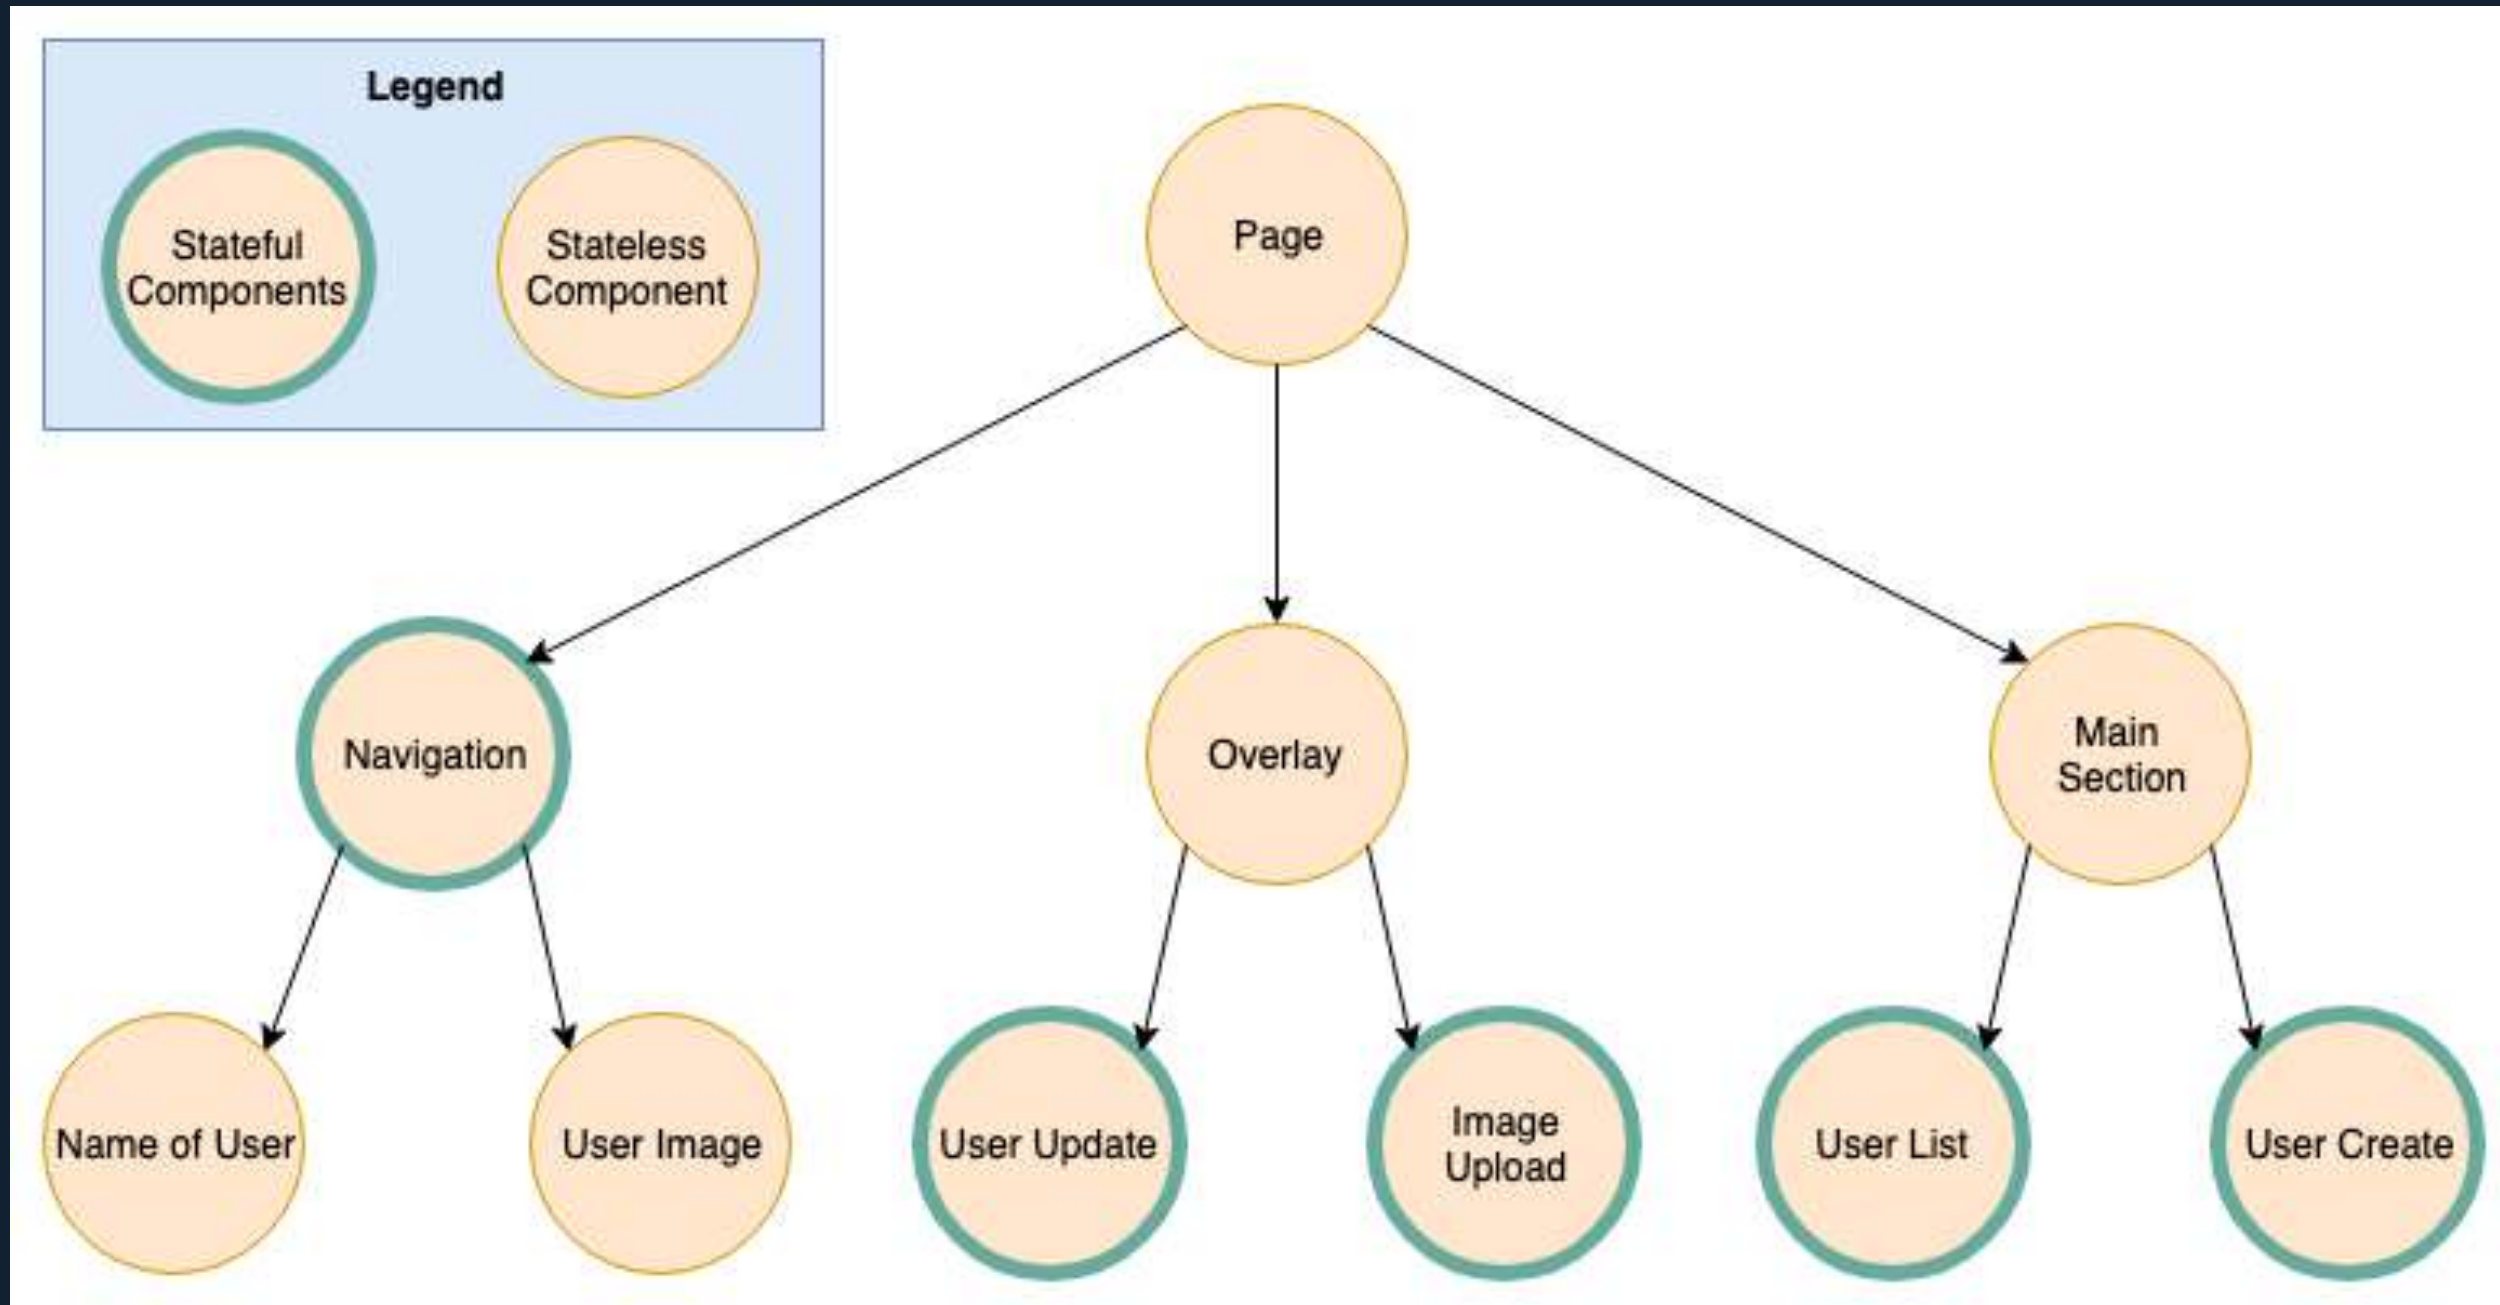 Legend
Stateful
Components
Stateless
Component
Page
Navigation
Overlay
Main
Section
Name of User
User Image
User Update
Image
Upload
User List
User Create